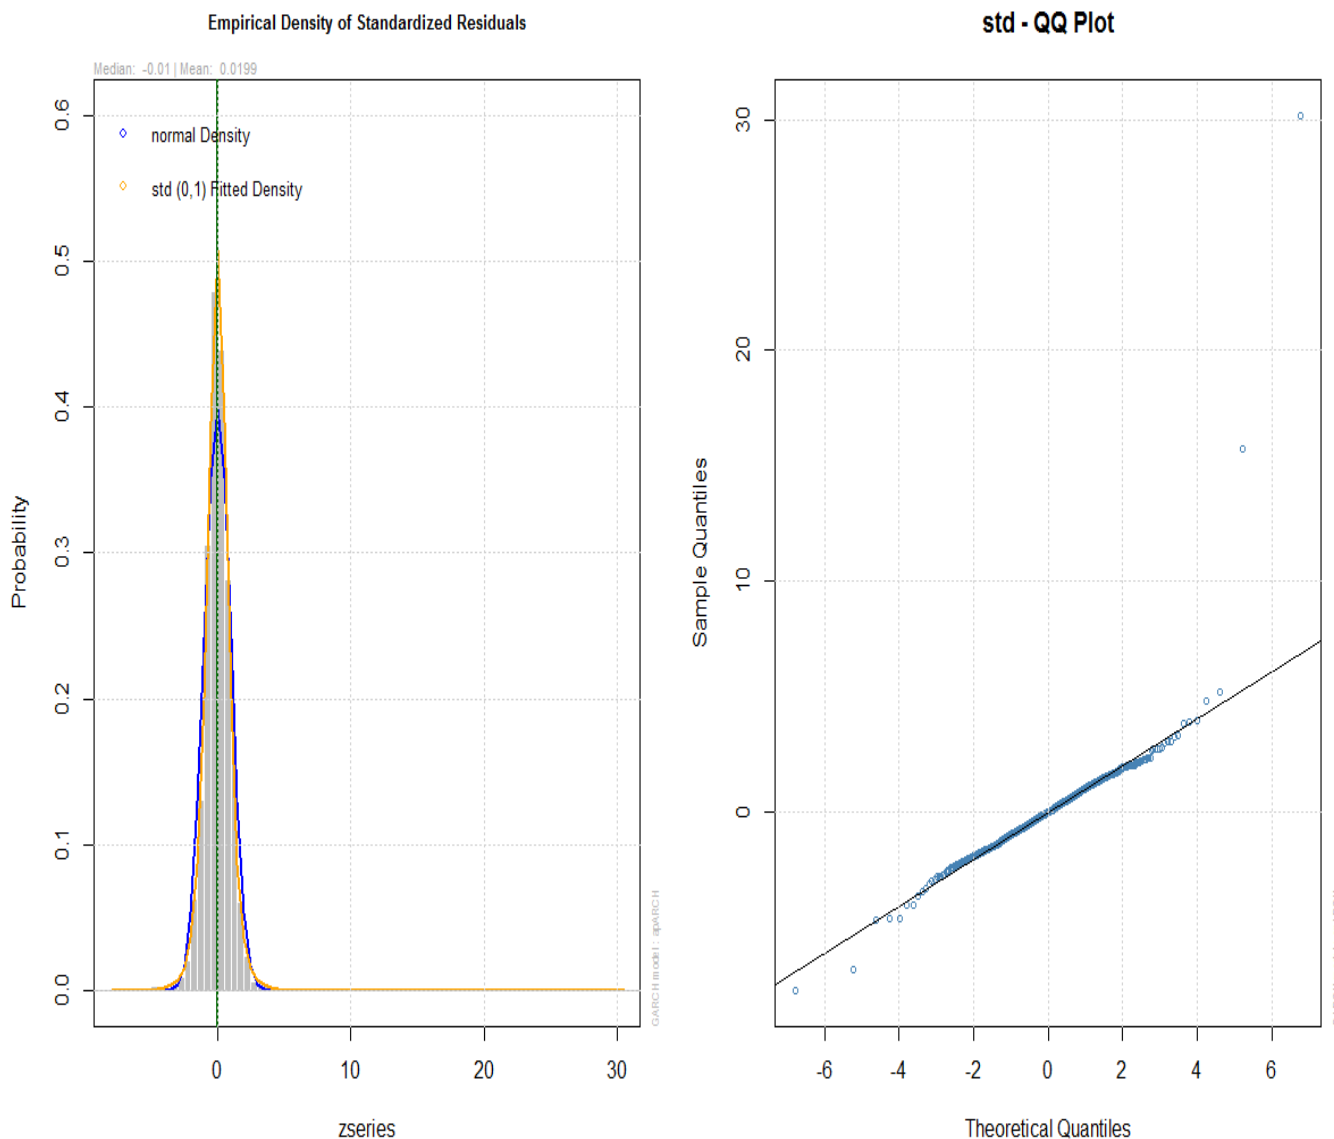 Empirical Density of Standardized Residuals
Median: -0.01 | Mean: 0.0199
normal Density
std (0,1) Fitted Density
Probability
0.6
0.5
0.4
0.3
0.2
0.1
0.0
0 10 20 30
zseries
GARCH model : apARCH
std - QQ Plot
Sample Quantiles
30
20
10
0
-6 -4 -2 0 2 4 6
Theoretical Quantiles